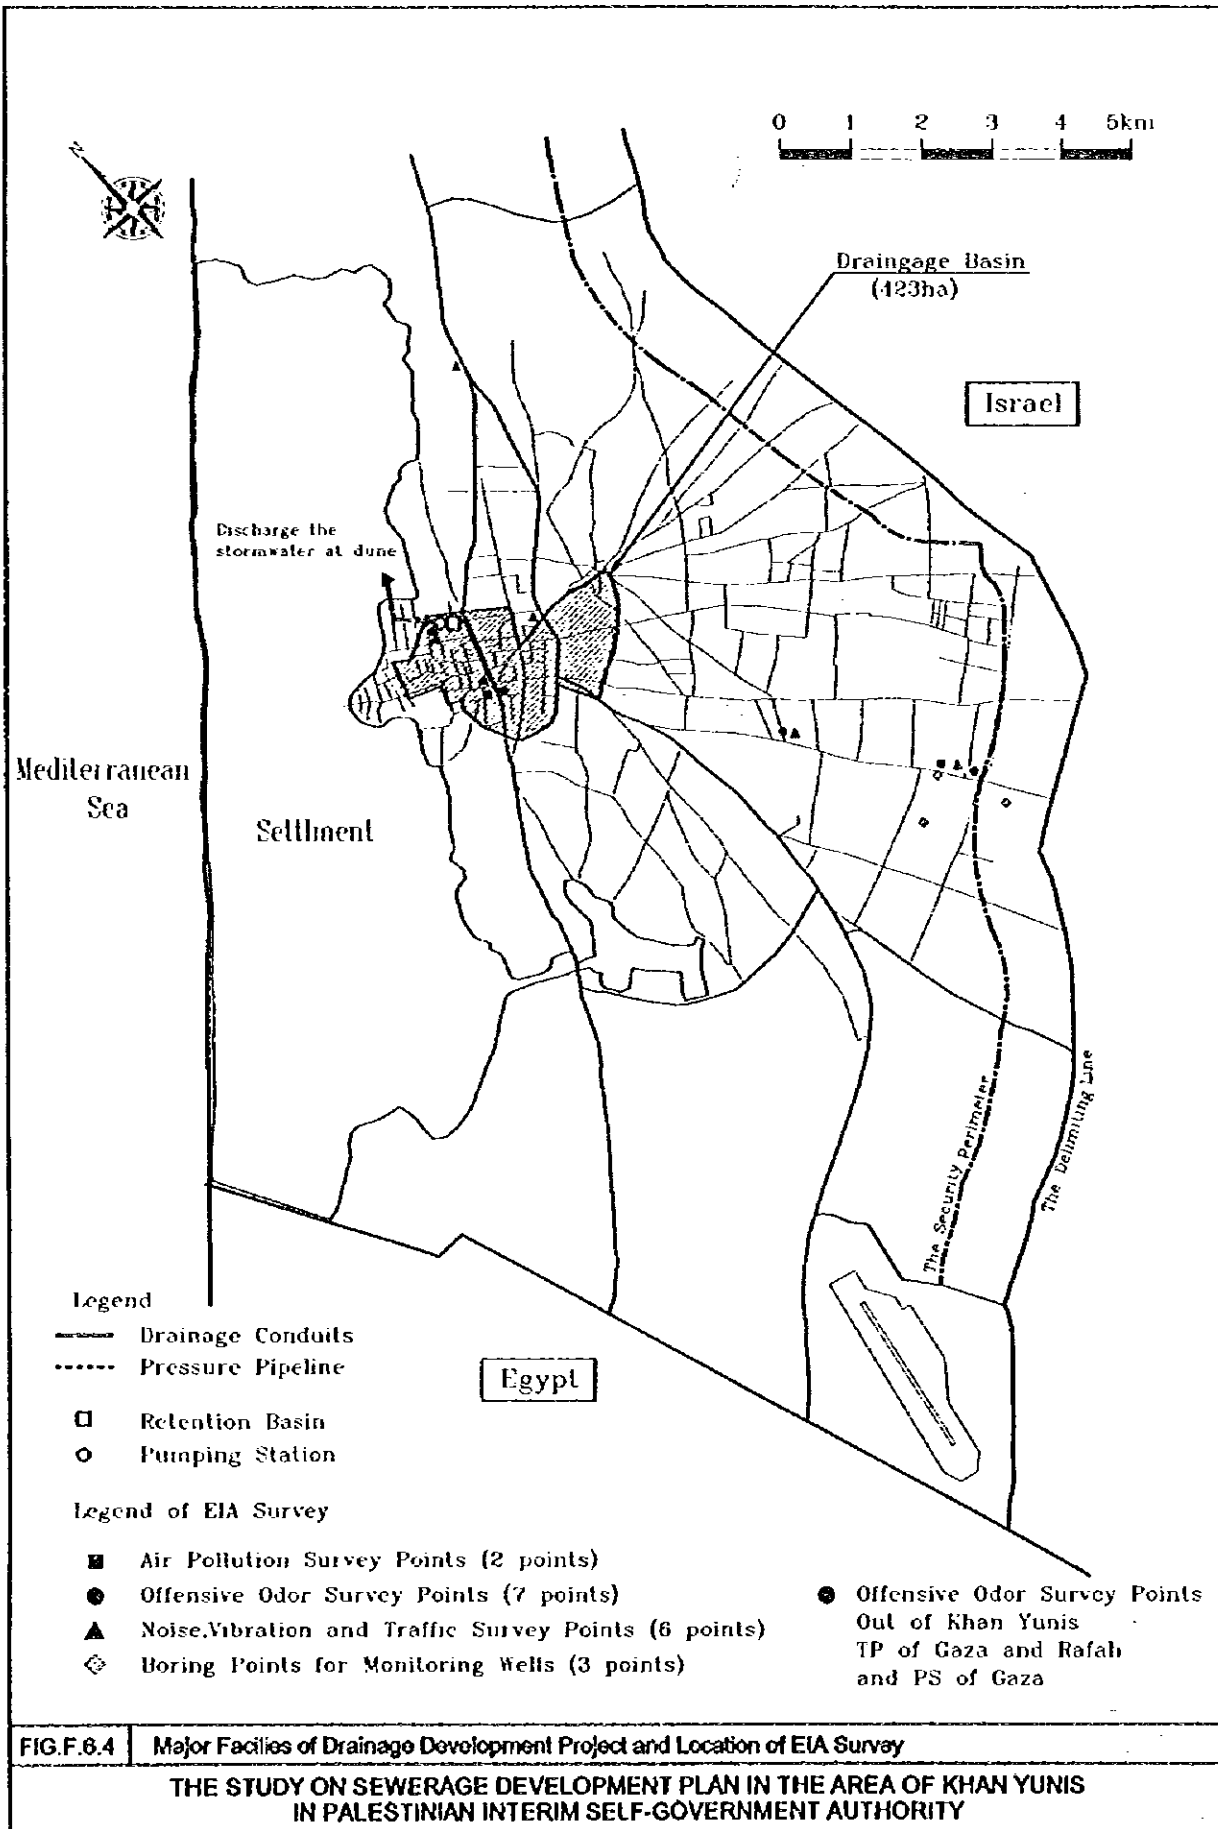 0 1 2 3 4 5km
N
Draingage Basin
(423ha)
Israel
Discharge the
stormwater at dune
Mediterranean
Sea
Settlment
The Security Perimeter
The Delimiting Line
Egypt
Legend
Drainage Conduits
Pressure Pipeline
Retention Basin
Pumping Station
Legend of EIA Survey
Air Pollution Survey Points (2 points)
Offensive Odor Survey Points (7 points)
Noise,Vibration and Traffic Survey Points (6 points)
Boring Points for Monitoring Wells (3 points)
Offensive Odor Survey Points
Out of Khan Yunis
TP of Gaza and Rafah
and PS of Gaza
FIG.F.6.4 Major Facilies of Drainage Development Project and Location of EIA Survey
THE STUDY ON SEWERAGE DEVELOPMENT PLAN IN THE AREA OF KHAN YUNIS
IN PALESTINIAN INTERIM SELF-GOVERNMENT AUTHORITY